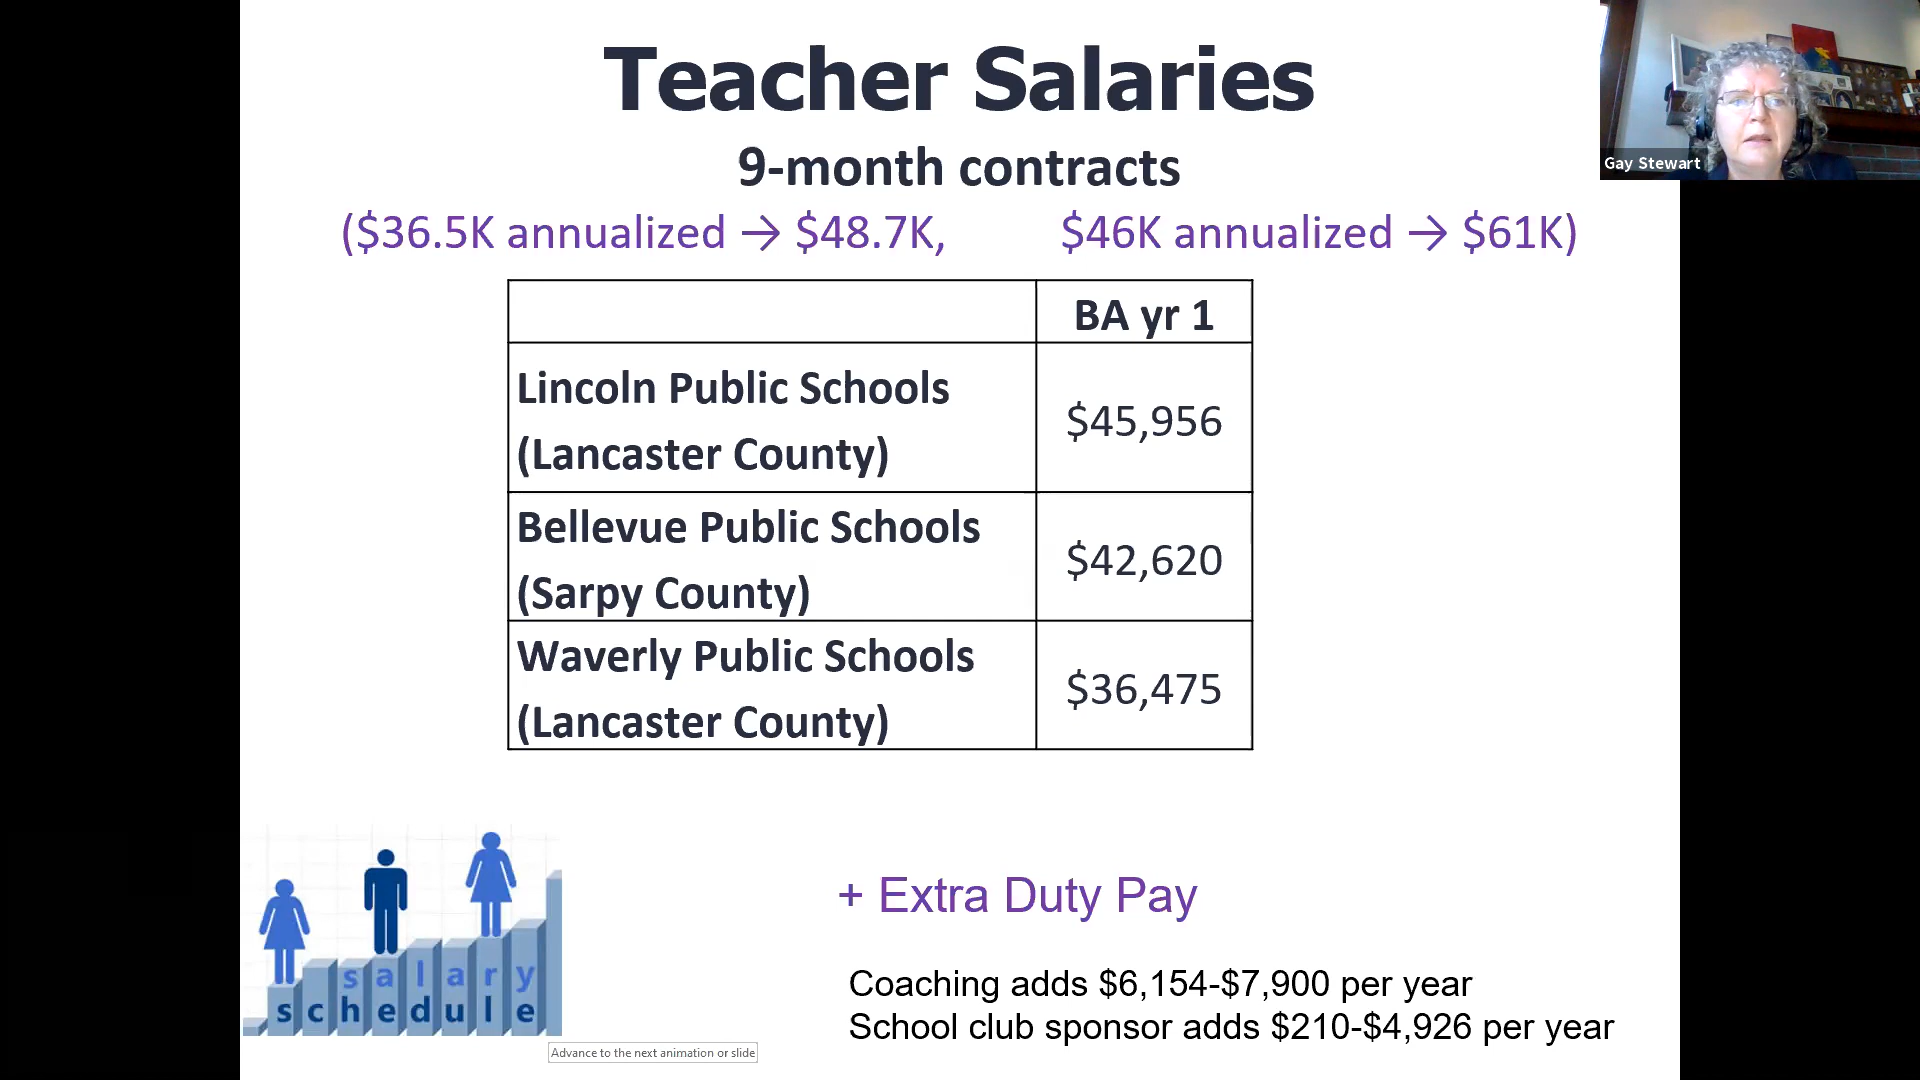 Teacher Salaries
Gay Stewart
9-month contracts
($36.5K annualized → $48.7K, $46K annualized → $61K)
BA yr 1
Lincoln Public Schools
(Lancaster County)
$45,956
Bellevue Public Schools
(Sarpy County)
$42,620
Waverly Public Schools
(Lancaster County)
$36,475
+ Extra Duty Pay
salary
schedule
Coaching adds $6,154-$7,900 per year
School club sponsor adds $210-$4,926 per year
Advance to the next animation or slide